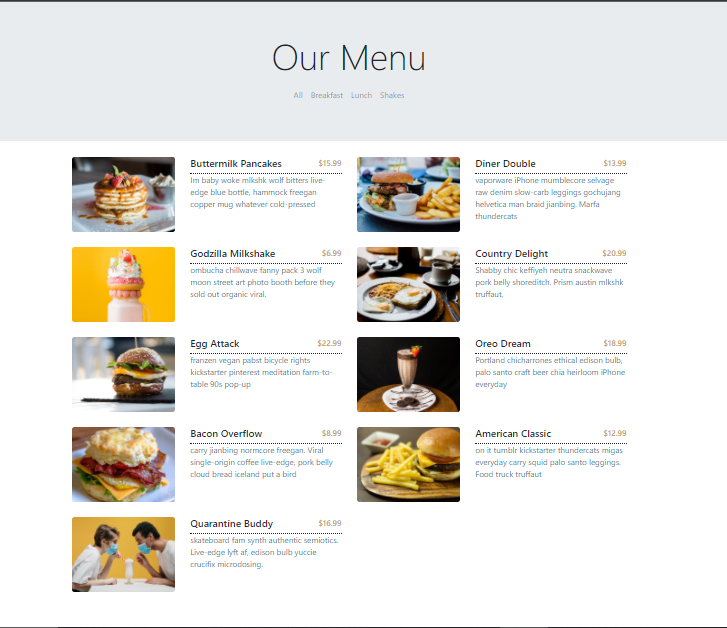 Our Menu
All Breakfast Lunch Shakes
Buttermilk Pancakes $15.99
Im baby woke mlkshk wolf bitters live-
edge blue bottle, hammock freegan
copper mug whatever cold-pressed
Diner Double $13.99
vaporware iPhone mumblecore selvage
raw denim slow-carb leggings gochujang
helvetica man braid jianbing. Marfa
thundercats
Godzilla Milkshake $6.99
ombucha chillwave fanny pack 3 wolf
moon street art photo booth before they
sold out organic viral.
Country Delight $20.99
Shabby chic keffiyeh neutra snackwave
pork belly shoreditch. Prism austin mlkshk
truffaut,
Egg Attack $22.99
franzen vegan pabst bicycle rights
kickstarter pinterest meditation farm-to-
table 90s pop-up
Oreo Dream $18.99
Portland chicharrones ethical edison bulb,
palo santo craft beer chia heirloom iPhone
everyday
Bacon Overflow $8.99
carry jianbing normcore freegan. Viral
single-origin coffee live-edge, pork belly
cloud bread iceland put a bird
American Classic $12.99
on it tumblr kickstarter thundercats migas
everyday carry squid palo santo leggings.
Food truck truffaut
Quarantine Buddy $16.99
skateboard fam synth authentic semiotics.
Live-edge lyft af, edison bulb yuccie
crucifix microdosing.